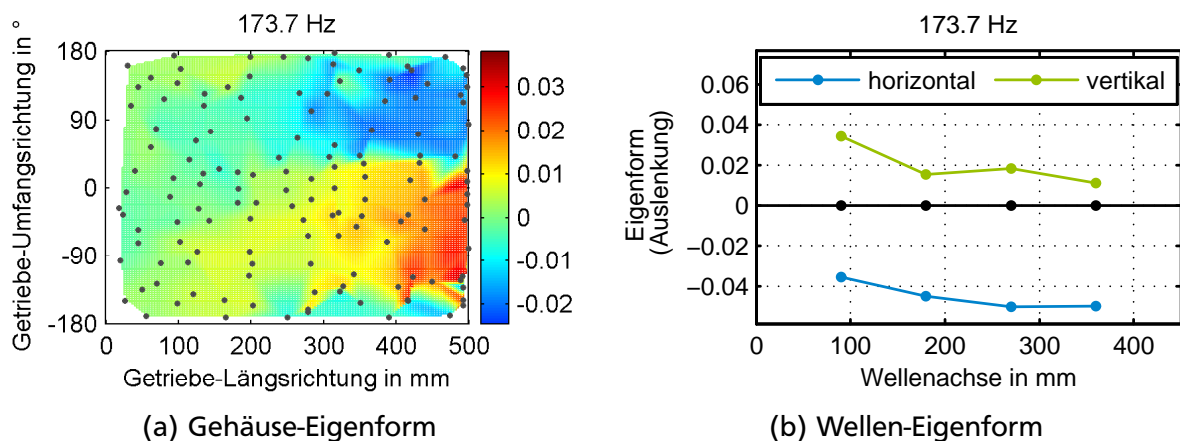 173.7 Hz
Getriebe-Umfangsrichtung in °
180
90
0
-90
-180
0 100 200 300 400 500
Getriebe-Längsrichtung in mm
0.03
0.02
0.01
0
-0.01
-0.02
(a) Gehäuse-Eigenform
173.7 Hz
horizontal vertikal
Eigenform
(Auslenkung)
0.06
0.04
0.02
0
−0.02
−0.04
0 100 200 300 400
Wellenachse in mm
(b) Wellen-Eigenform